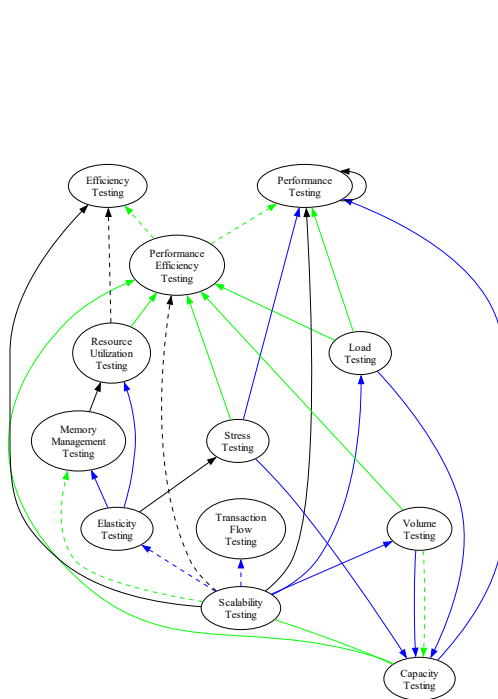 Efficiency
Testing
Performance
Testing
Performance
Efficiency
Testing
Resource
Utilization
Testing
Load
Testing
Memory
Management
Testing
Stress
Testing
Elasticity
Testing
Transaction
Flow
Testing
Volume
Testing
Scalability
Testing
Capacity
Testing